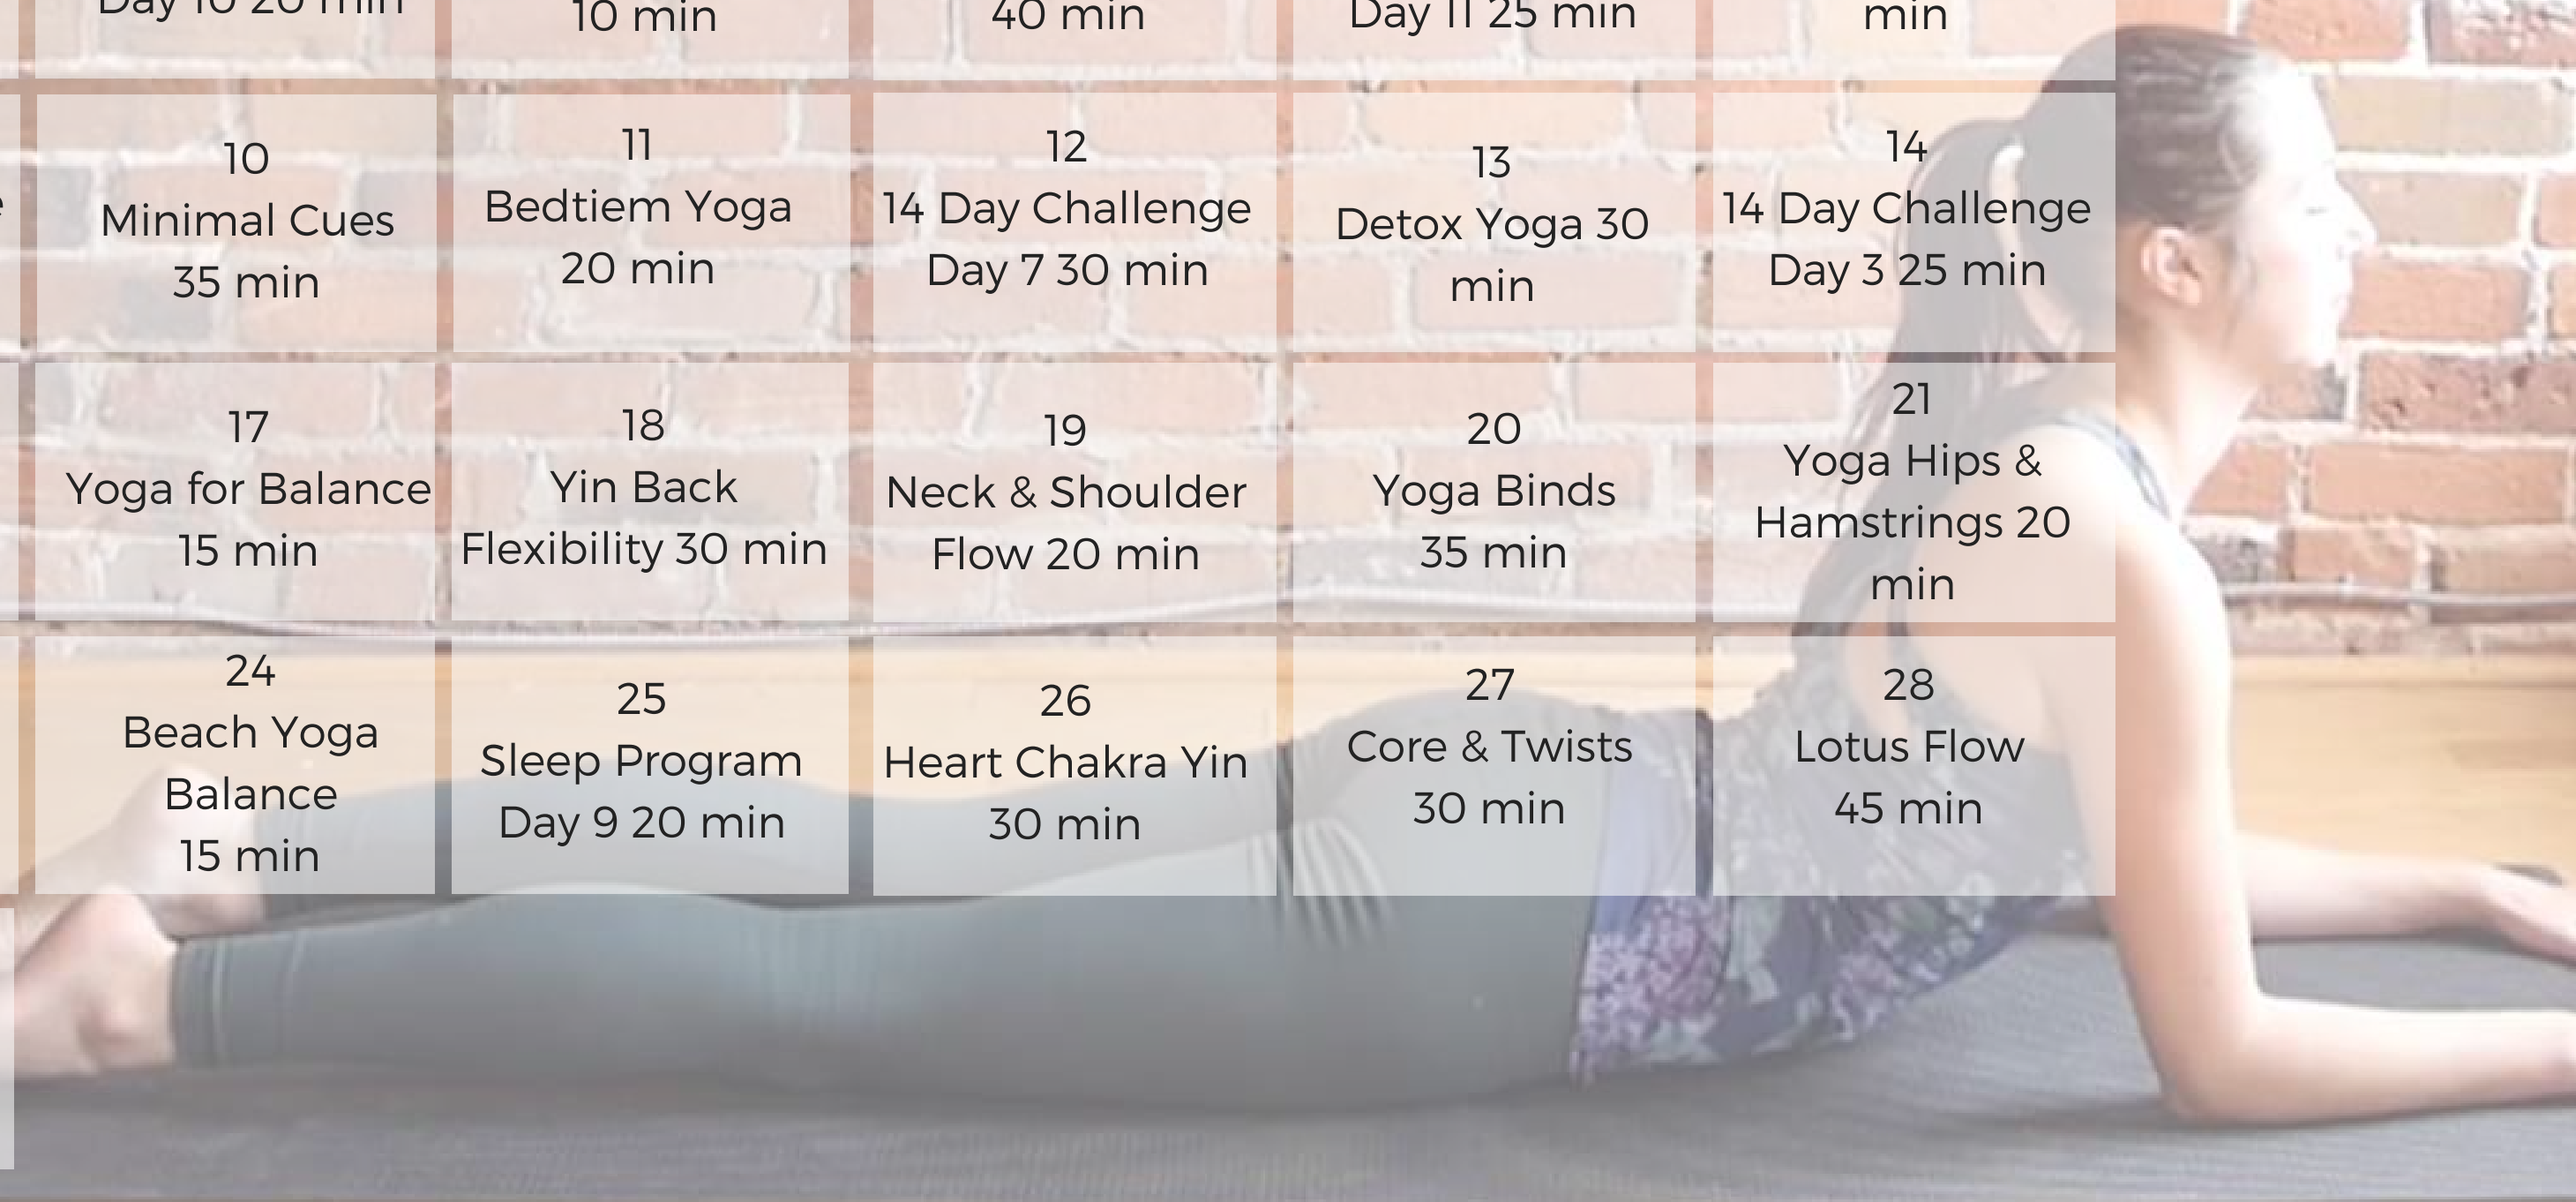 Day 10 20 min
10 min
40 min
Day 11 25 min
min
10
Minimal Cues
35 min
11
Bedtiem Yoga
20 min
12
14 Day Challenge
Day 7 30 min
13
Detox Yoga 30
min
14
14 Day Challenge
Day 3 25 min
17
Yoga for Balance
15 min
18
Yin Back
Flexibility 30 min
19
Neck & Shoulder
Flow 20 min
20
Yoga Binds
35 min
21
Yoga Hips &
Hamstrings 20
min
24
Beach Yoga
Balance
15 min
25
Sleep Program
Day 9 20 min
26
Heart Chakra Yin
30 min
27
Core & Twists
30 min
28
Lotus Flow
45 min